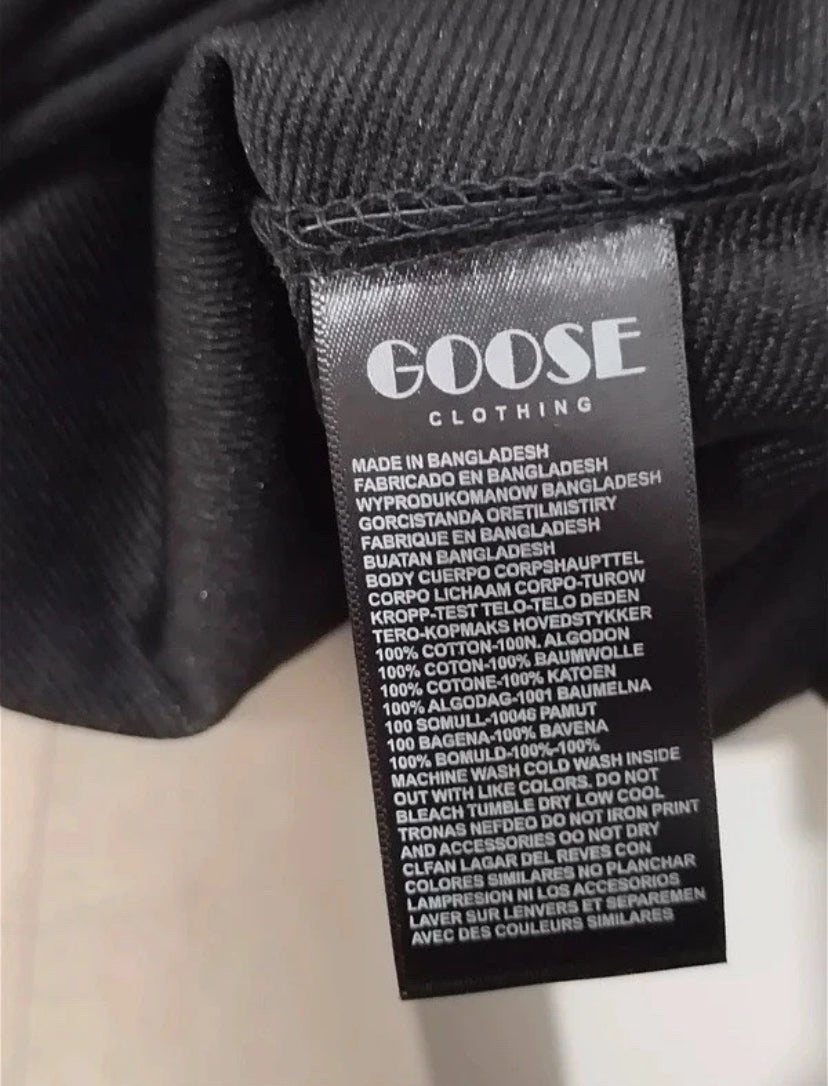 GOOSE
CLOTHING
MADE IN BANGLADESH
FABRICADO EN BANGLADESH
WYPRODUKOMANOW BANGLADESH
GORCISTANDA ORETILMISTIRY
FABRIQUE EN BANGLADESH
BUATAN BANGLADESH
BODY CUERPO CORPSHAUPTTEL
CORPO LICHAAM CORPO-TUROW
KROPP-TEST TELO-TELO DEDEN
TERO-KOPMAKS HOVEDSTYKKER
100% COTTON-100N. ALGODON
100% COTON-100% BAUMWOLLE
100% COTONE-100% KATOEN
100% ALGODAG-1001 BAUMELNA
100 SOMULL-10046 PAMUT
100 BAGENA-100% BAVENA
100% BOMULD-100%-100%
MACHINE WASH COLD WASH INSIDE
OUT WITH LIKE COLORS. DO NOT
BLEACH TUMBLE DRY LOW COOL
TRONAS NEFDEO DO NOT IRON PRINT
AND ACCESSORIES OO NOT DRY
CLFAN LAGAR DEL REVES CON
COLORES SIMILARES NO PLANCHAR
LAMPRESION NI LOS ACCESORIOS
LAVER SUR LENVERS ET SEPAREMEN
AVEC DES COULEURS SIMILARES